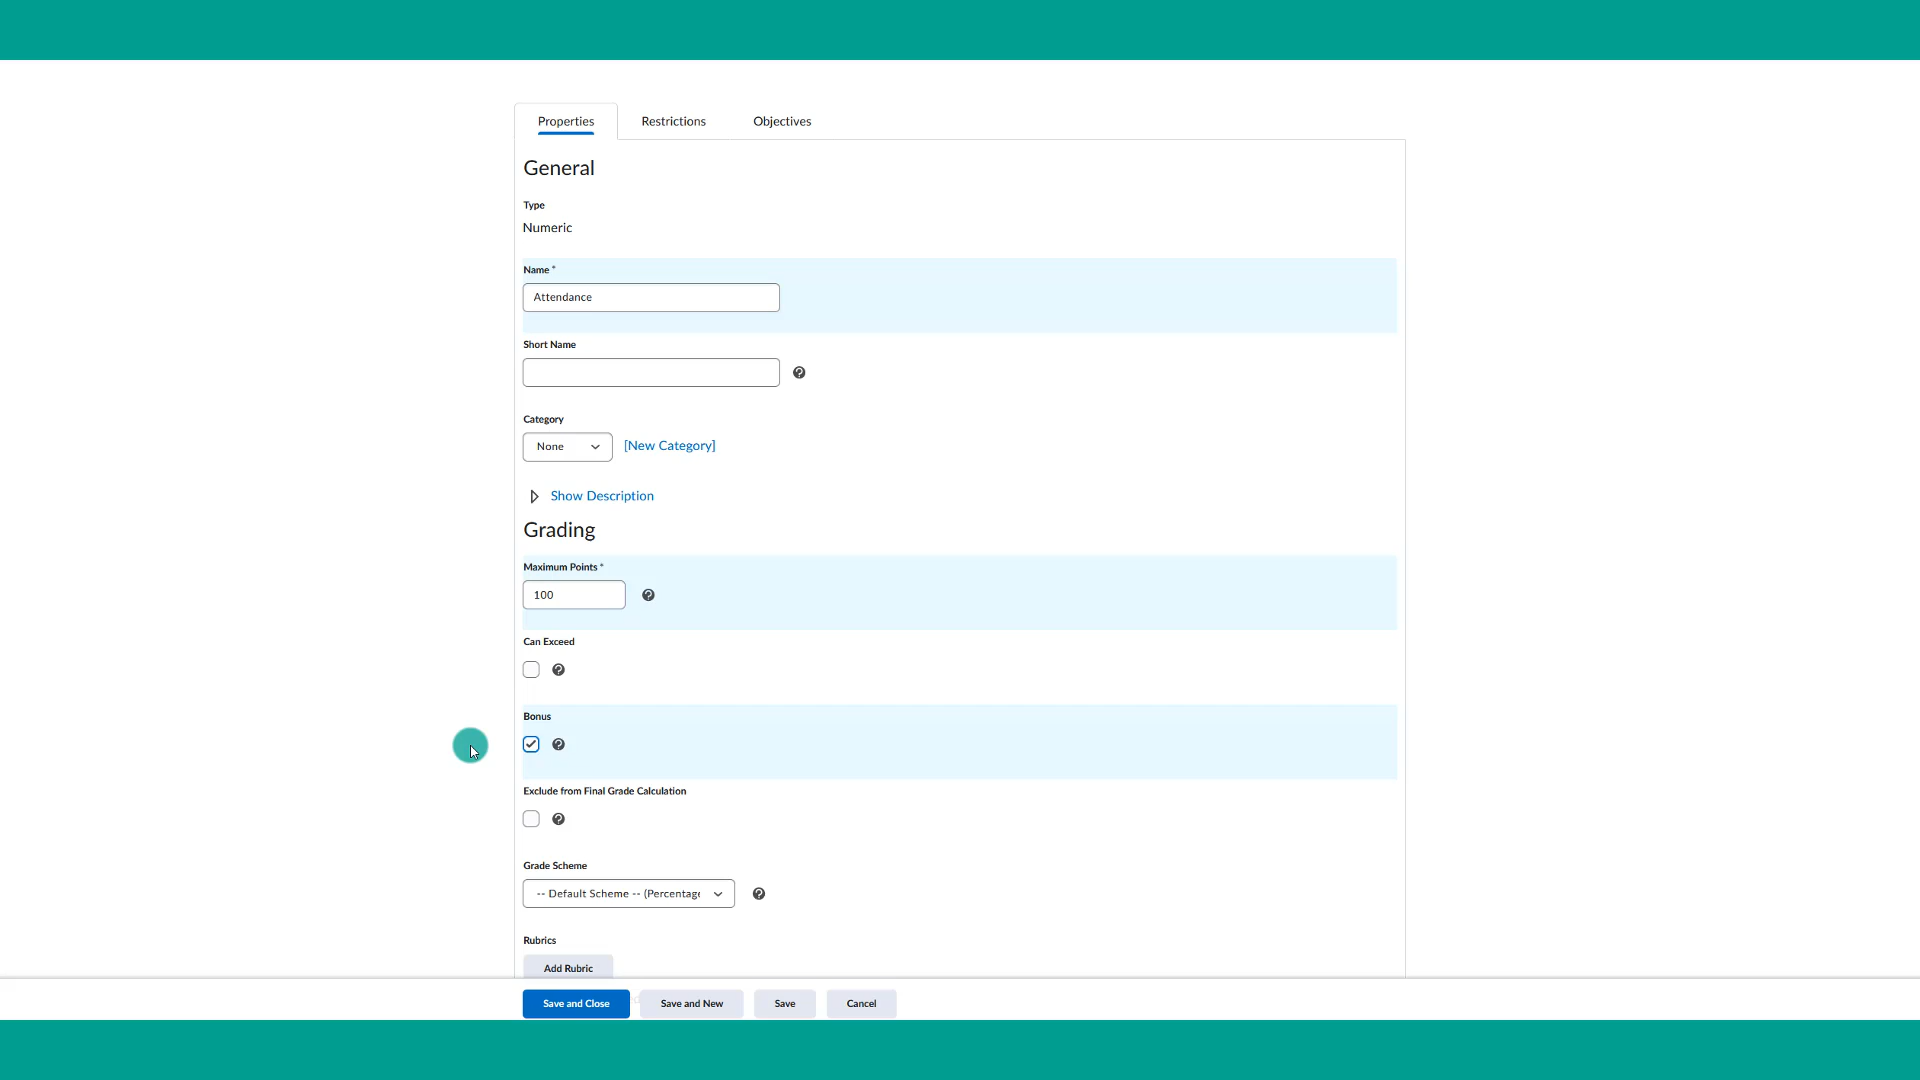 Properties Restrictions Objectives
General
Type
Numeric
Name *
Attendance
Short Name
Category
None [New Category]
Show Description
Grading
Maximum Points *
100
Can Exceed
Bonus
Exclude from Final Grade Calculation
Grade Scheme
-- Default Scheme -- (Percentage
Rubrics
Add Rubric
Save and Close Save and New Save Cancel